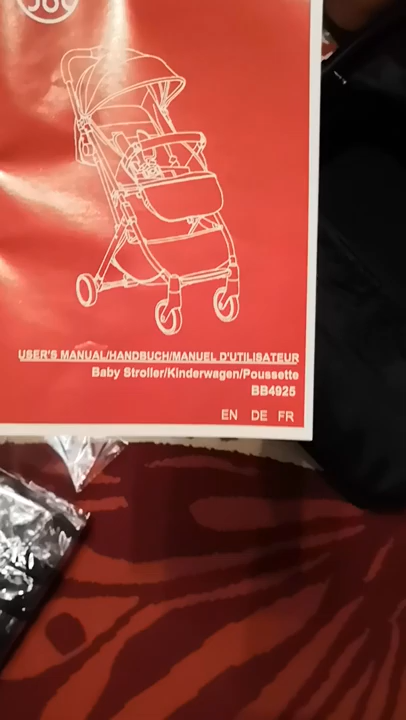 USER'S MANUAL/HANDBUCH/MANUEL D'UTILISATEUR
Baby Stroller/Kinderwagen/Poussette
BB4925
EN DE FR